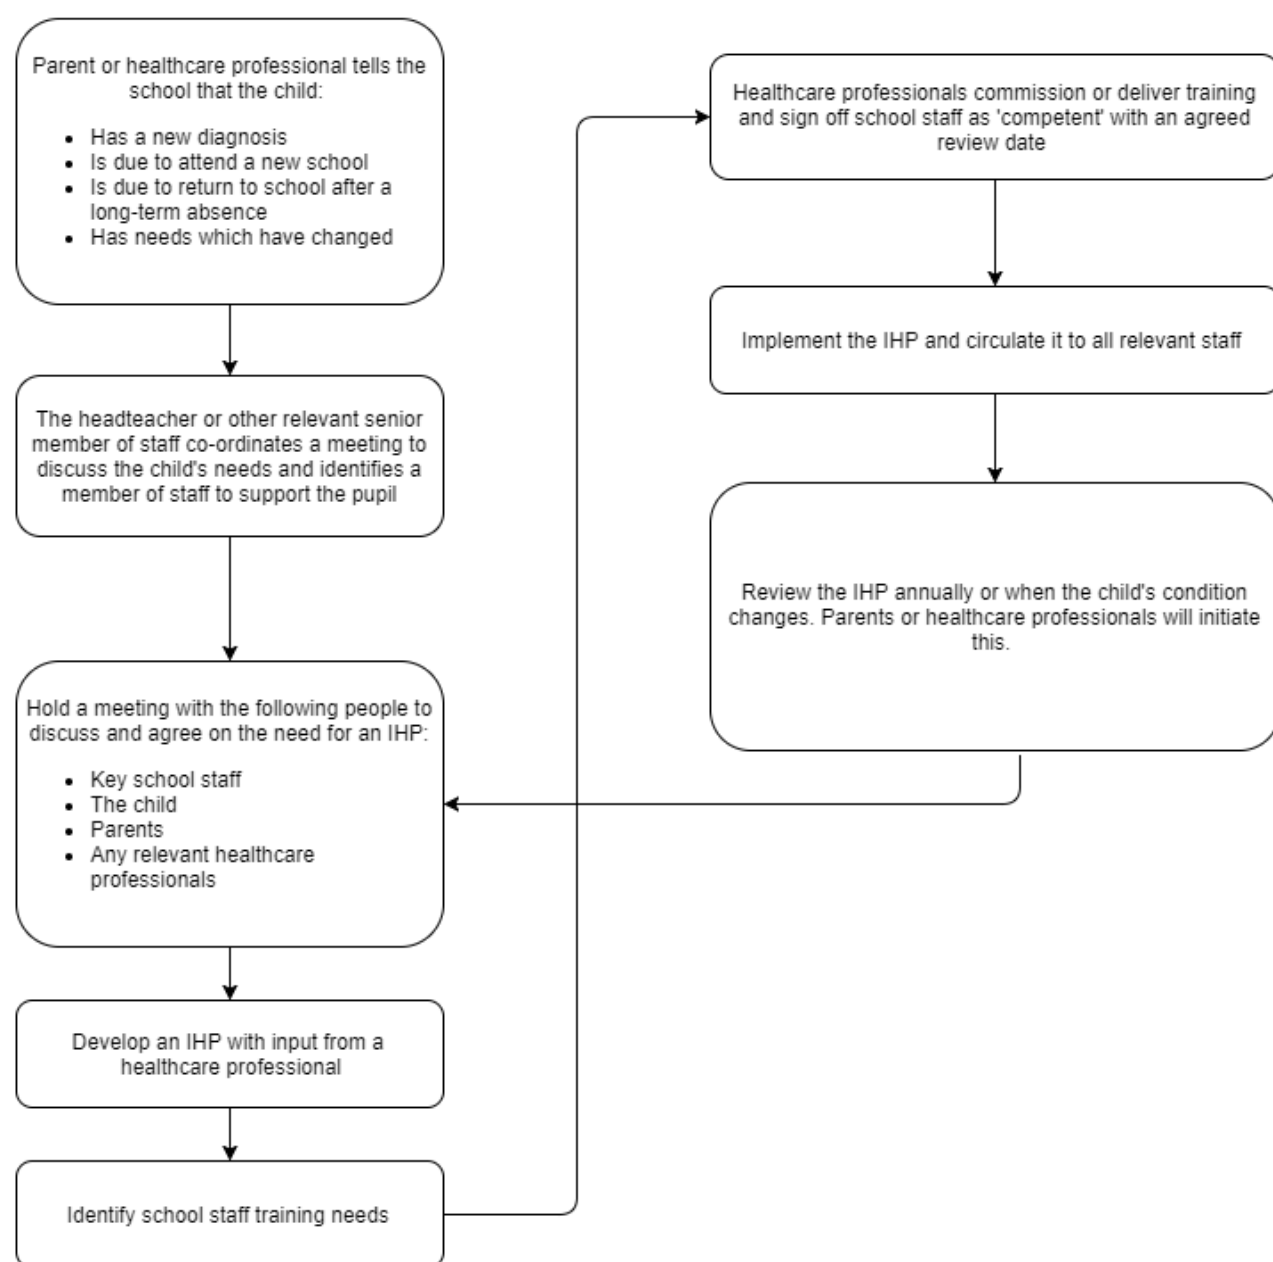 Parent or healthcare professional tells the
school that the child:
• Has a new diagnosis
• Is due to attend a new school
• Is due to return to school after a
long-term absence
• Has needs which have changed
The headteacher or other relevant senior
member of staff co-ordinates a meeting to
discuss the child's needs and identifies a
member of staff to support the pupil
Hold a meeting with the following people to
discuss and agree on the need for an IHP:
• Key school staff
• The child
• Parents
• Any relevant healthcare
professionals
Develop an IHP with input from a
healthcare professional
Identify school staff training needs
Healthcare professionals commission or deliver training
and sign off school staff as 'competent' with an agreed
review date
Implement the IHP and circulate it to all relevant staff
Review the IHP annually or when the child's condition
changes. Parents or healthcare professionals will initiate
this.